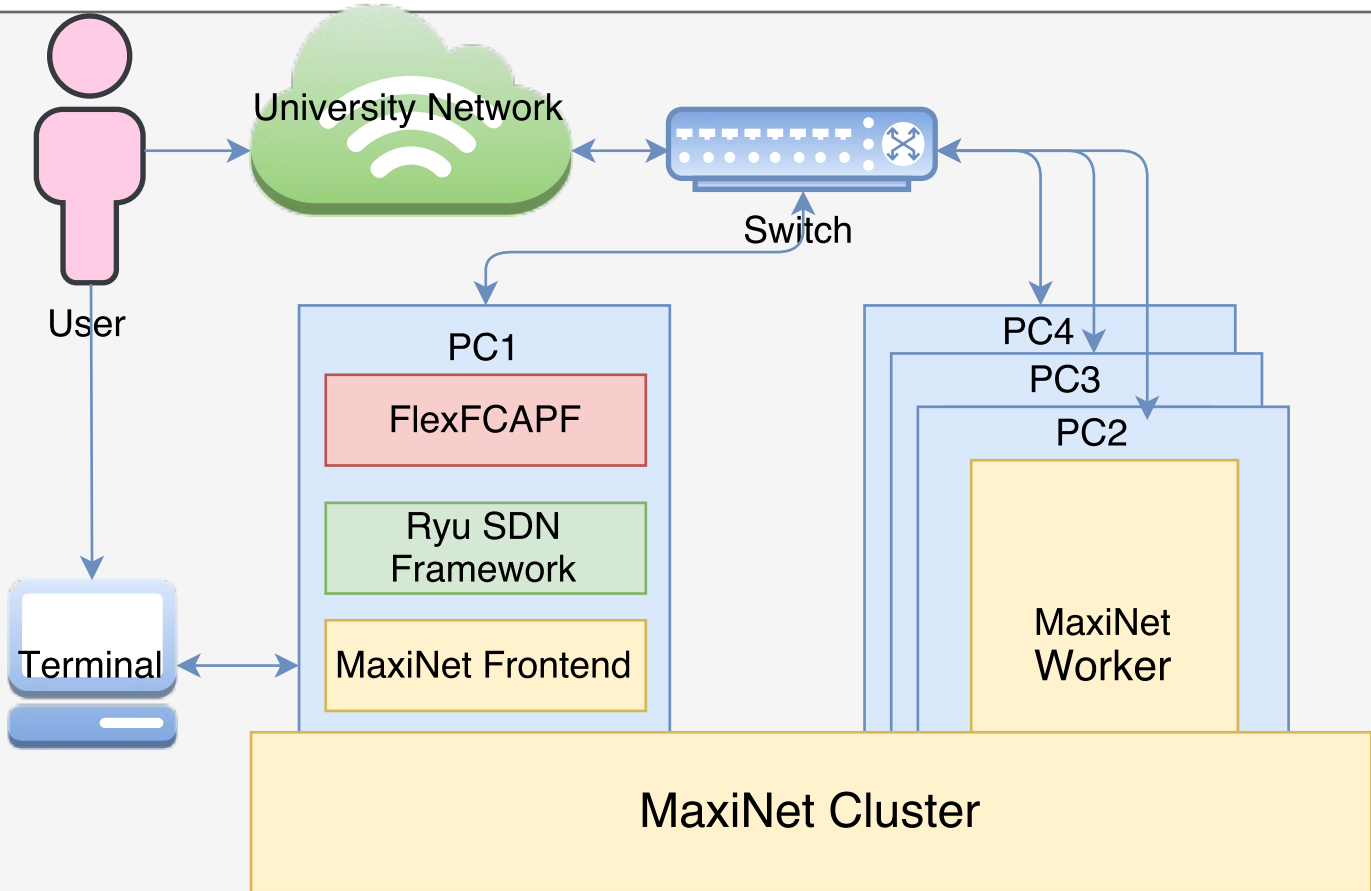 University Network
Switch
User
PC1
FlexFCAPF
Ryu SDN
Framework
MaxiNet Frontend
Terminal
PC4
PC3
PC2
MaxiNet
Worker
MaxiNet Cluster